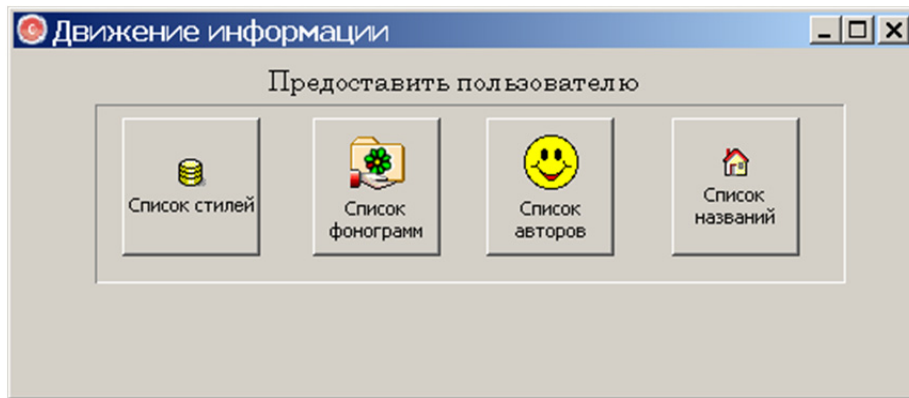 Движение информации
Предоставить пользователю
Список стилей
Список
фонограмм
Список
авторов
Список
названий